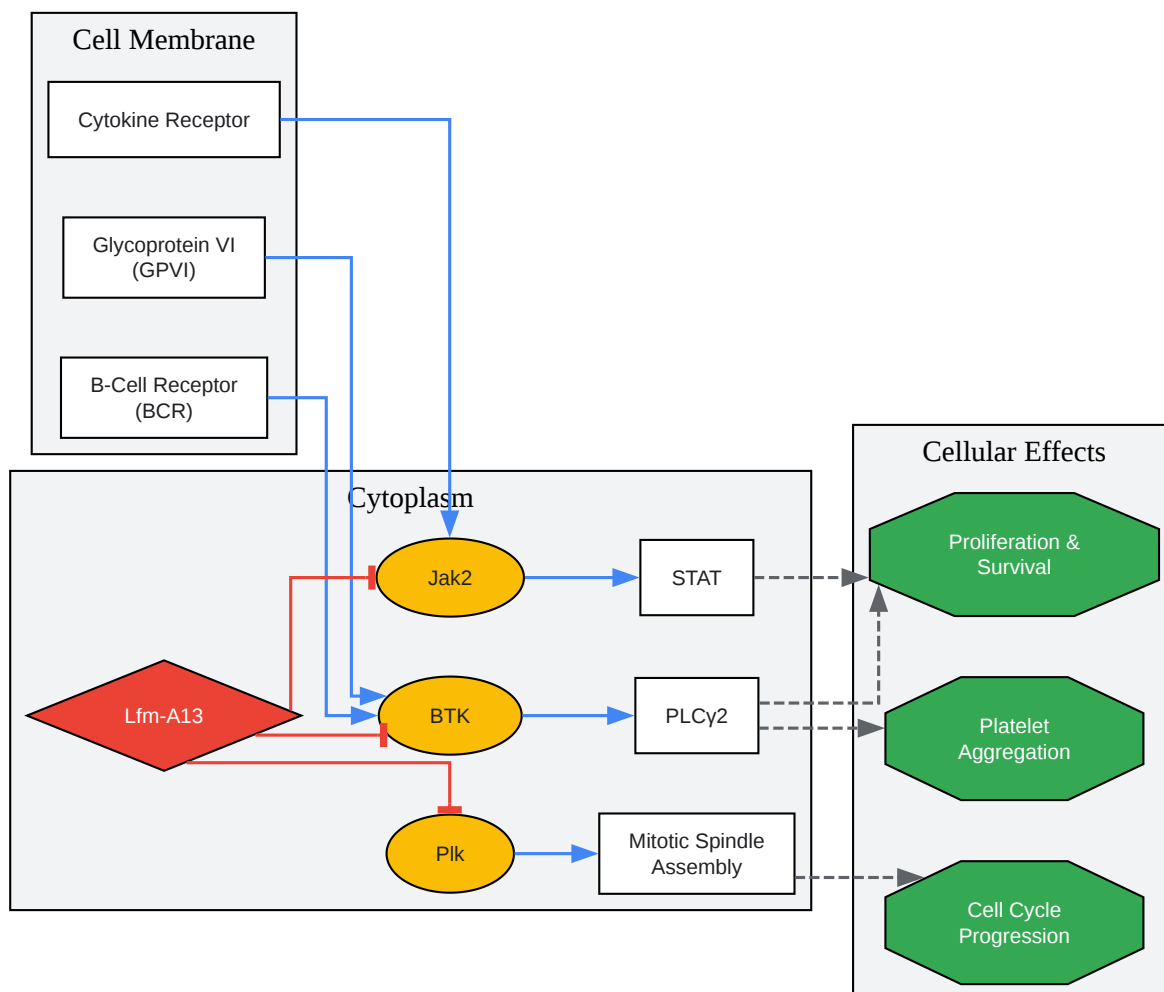 Cell Membrane
Cytokine Receptor
Glycoprotein VI
(GPVI)
B-Cell Receptor
(BCR)
Cytoplasm
Jak2
STAT
Lfm-A13
BTK
PLCγ2
Plk
Mitotic Spindle
Assembly
Cellular Effects
Proliferation &
Survival
Platelet
Aggregation
Cell Cycle
Progression